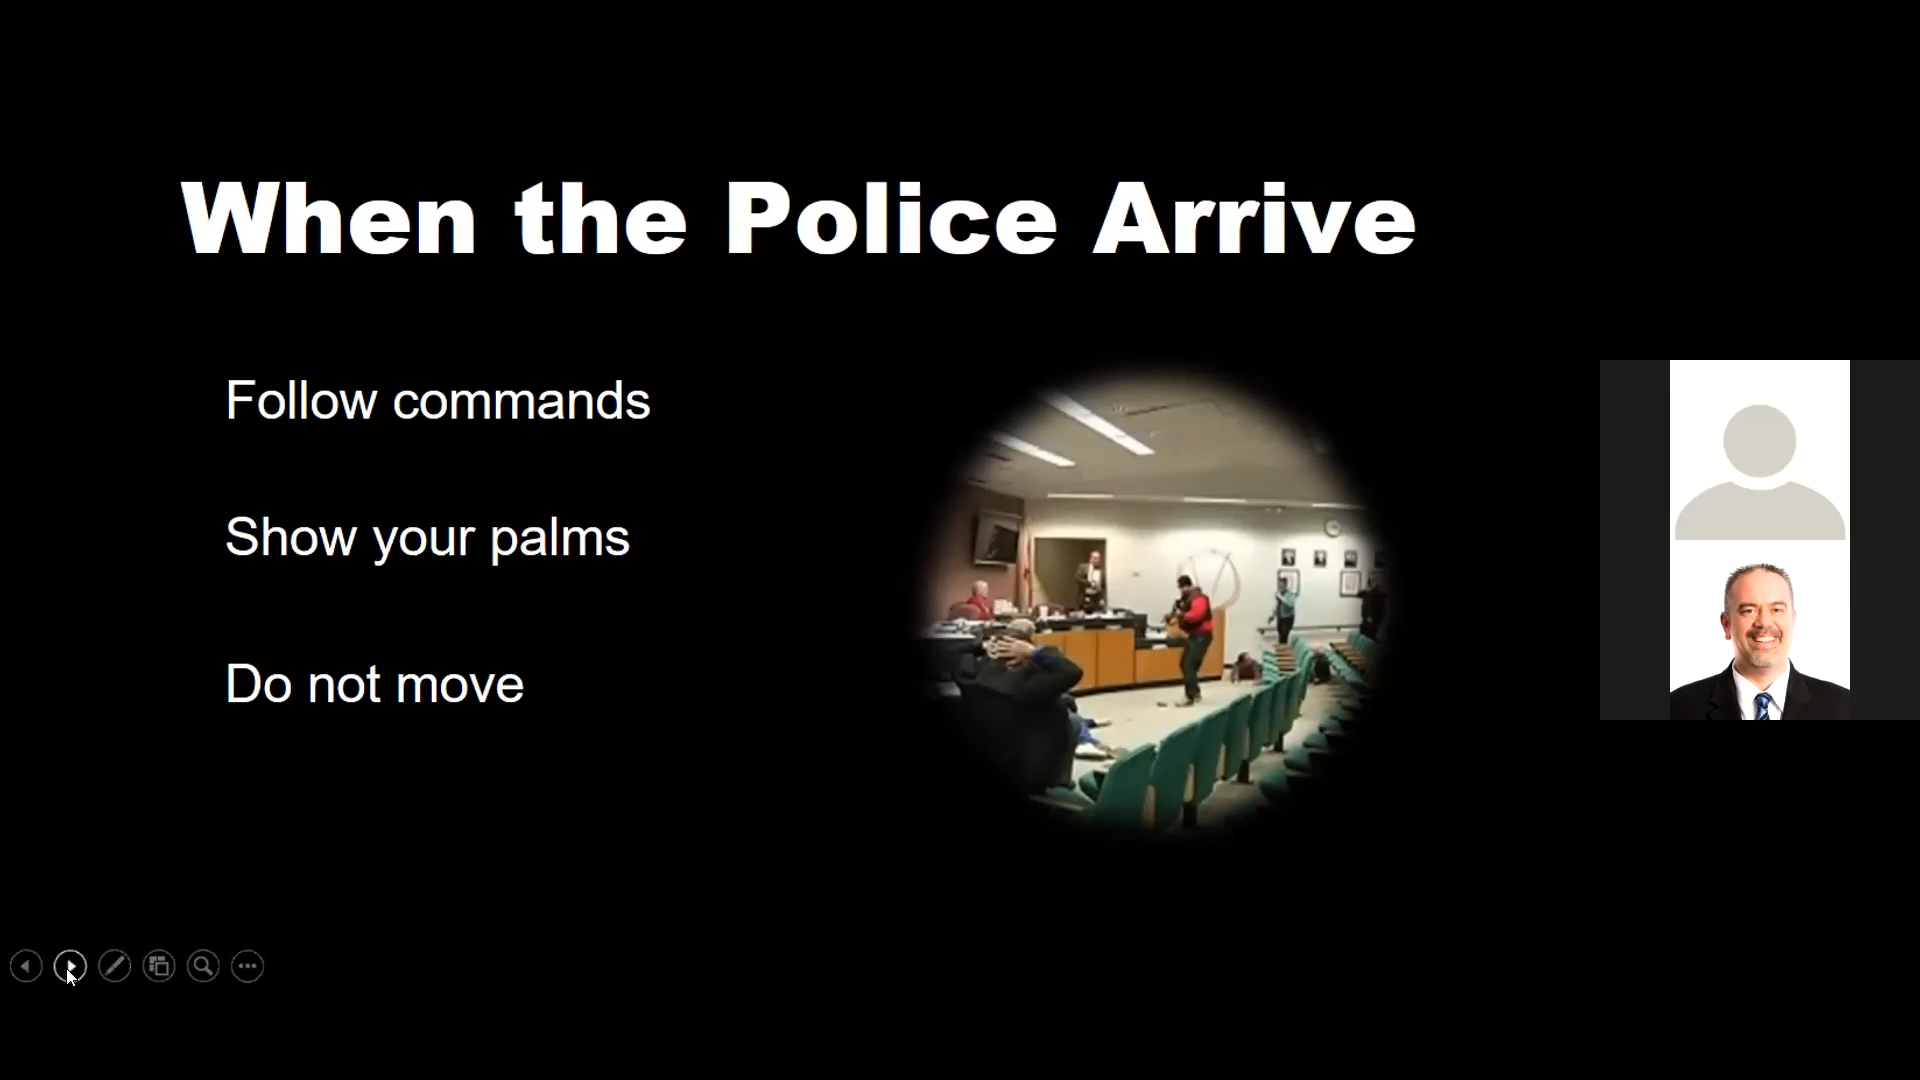 When the Police Arrive
Follow commands
Show your palms
Do not move